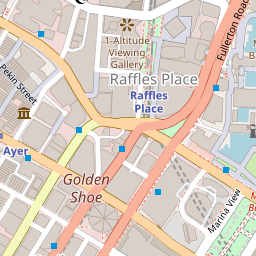 1-Altitude
Viewing
Gallery
Fullerton Road
Raffles Place
Pekin Street
Raffles
Place
Ayer
Golden
Shoe
Marina View